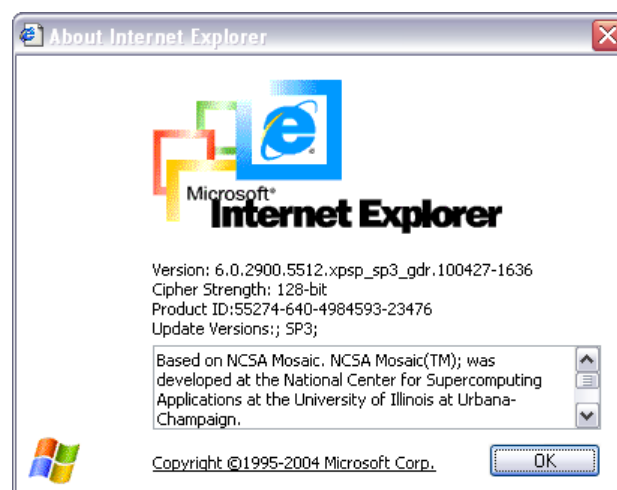 About Internet Explorer
Microsoft®
Internet Explorer
Version: 6.0.2900.5512.xpsp_sp3_gdr.100427-1636
Cipher Strength: 128-bit
Product ID:55274-640-4984593-23476
Update Versions:; SP3;
Based on NCSA Mosaic. NCSA Mosaic(TM); was
developed at the National Center for Supercomputing
Applications at the University of Illinois at Urbana-
Champaign.
Copyright ©1995-2004 Microsoft Corp.
OK